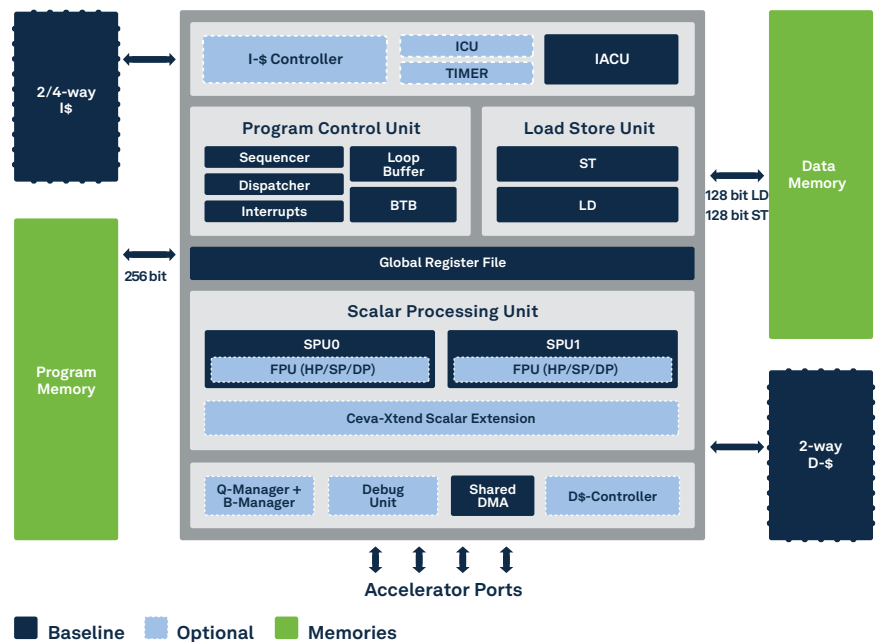 2/4-way
I$
I-$ Controller
ICU
TIMER
IACU
Program Control Unit
Sequencer
Dispatcher
Interrupts
Loop
Buffer
BTB
Load Store Unit
ST
LD
Data
Memory
128 bit LD
128 bit ST
256 bit
Program
Memory
Global Register File
Scalar Processing Unit
SPU0
FPU (HP/SP/DP)
SPU1
FPU (HP/SP/DP)
Ceva-Xtend Scalar Extension
2-way
D-$
Q-Manager +
B-Manager
Debug
Unit
Shared
DMA
D$-Controller
Accelerator Ports
Baseline
Optional
Memories